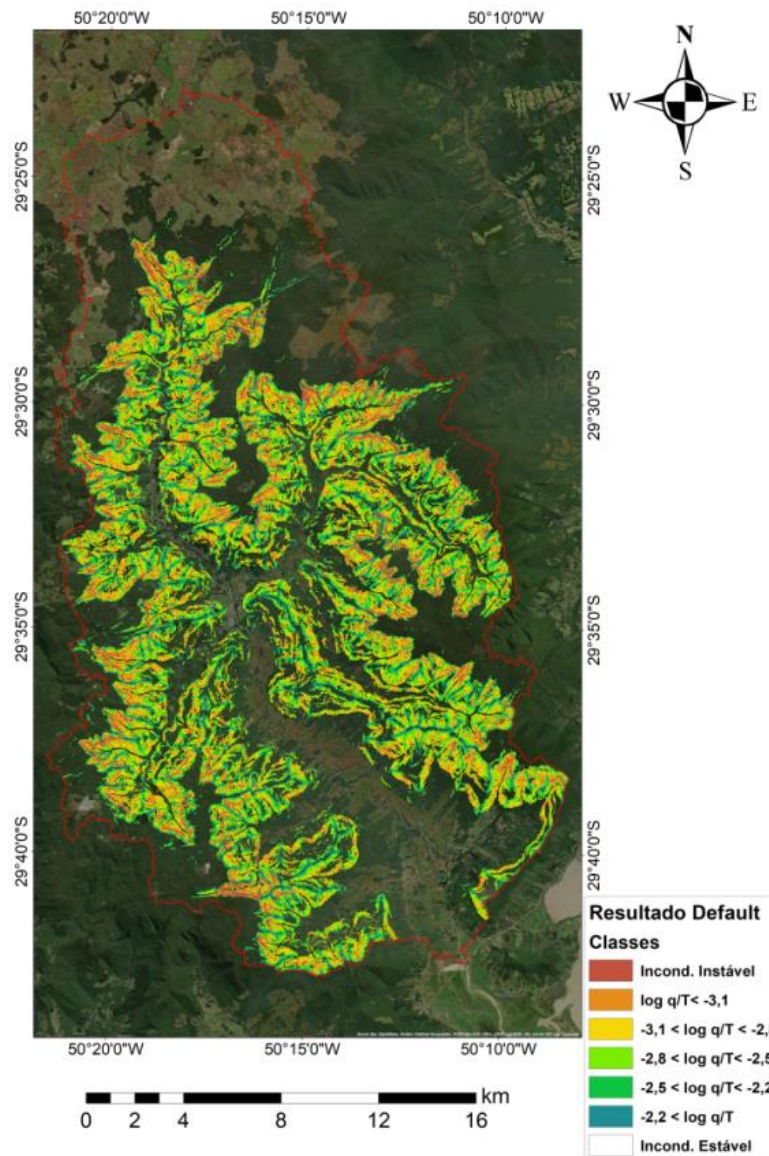 50°20'0"W 50°15'0"W 50°10'0"W
N
W E
S
29°25'0"S 29°25'0"S
29°30'0"S 29°30'0"S
29°35'0"S 29°35'0"S
29°40'0"S 29°40'0"S
Resultado Default
Classes
Incond. Instável
log q/T< -3,1
-3,1 < log q/T < -2,
-2,8 < log q/T< -2,5
-2,5 < log q/T< -2,2
-2,2 < log q/T
Incond. Estável
50°20'0"W 50°15'0"W 50°10'0"W
km
0 2 4 8 12 16